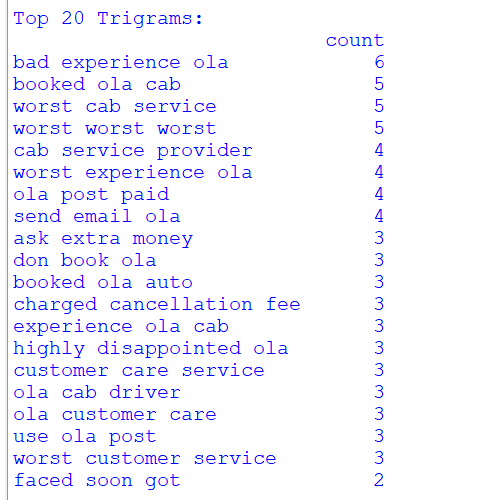 Top 20 Trigrams:
count
bad experience ola 6
booked ola cab 5
worst cab service 5
worst worst worst 5
cab service provider 4
worst experience ola 4
ola post paid 4
send email ola 4
ask extra money 3
don book ola 3
booked ola auto 3
charged cancellation fee 3
experience ola cab 3
highly disappointed ola 3
customer care service 3
ola cab driver 3
ola customer care 3
use ola post 3
worst customer service 3
faced soon got 2